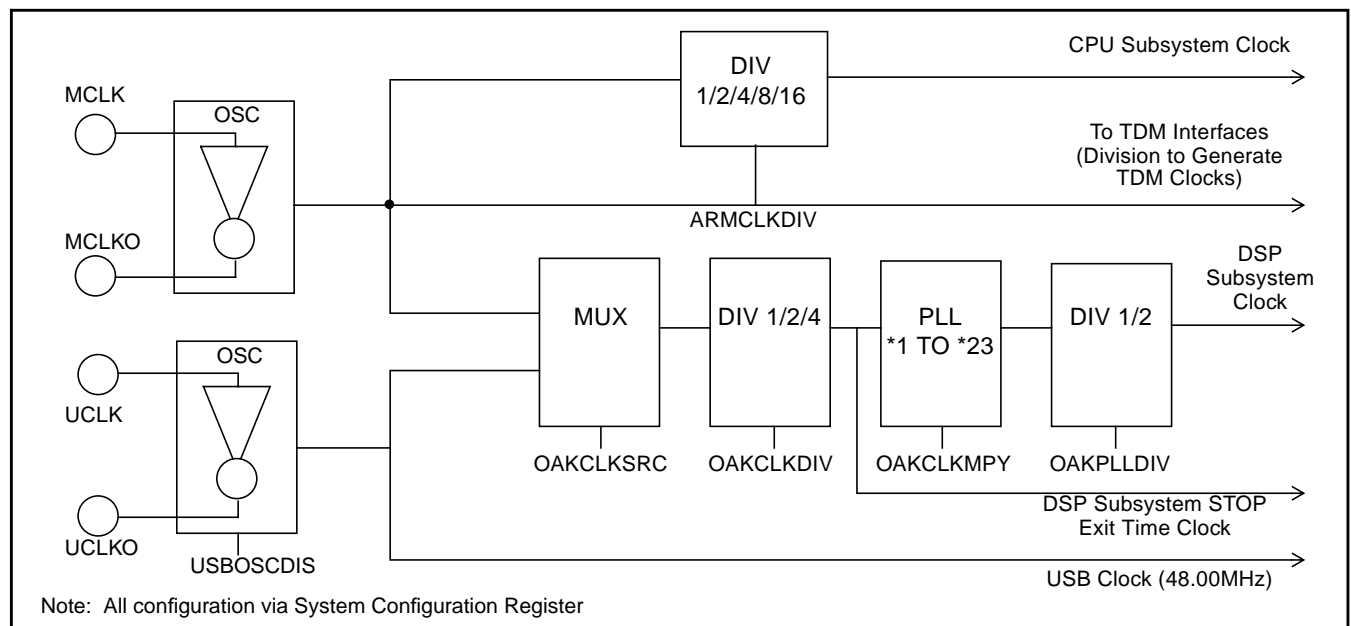 CPU Subsystem Clock
DIV
1/2/4/8/16
MCLK
OSC
To TDM Interfaces
(Division to Generate
TDM Clocks)
ARMCLKDIV
MCLKO
DSP
Subsystem
Clock
MUX
DIV 1/2/4
PLL
*1 TO *23
DIV 1/2
OSC
UCLK
OAKCLKSRC
OAKCLKDIV
OAKCLKMPY
OAKPLLDIV
DSP Subsystem STOP
Exit Time Clock
UCLKO
USBOSCDIS
USB Clock (48.00MHz)
Note: All configuration via System Configuration Register